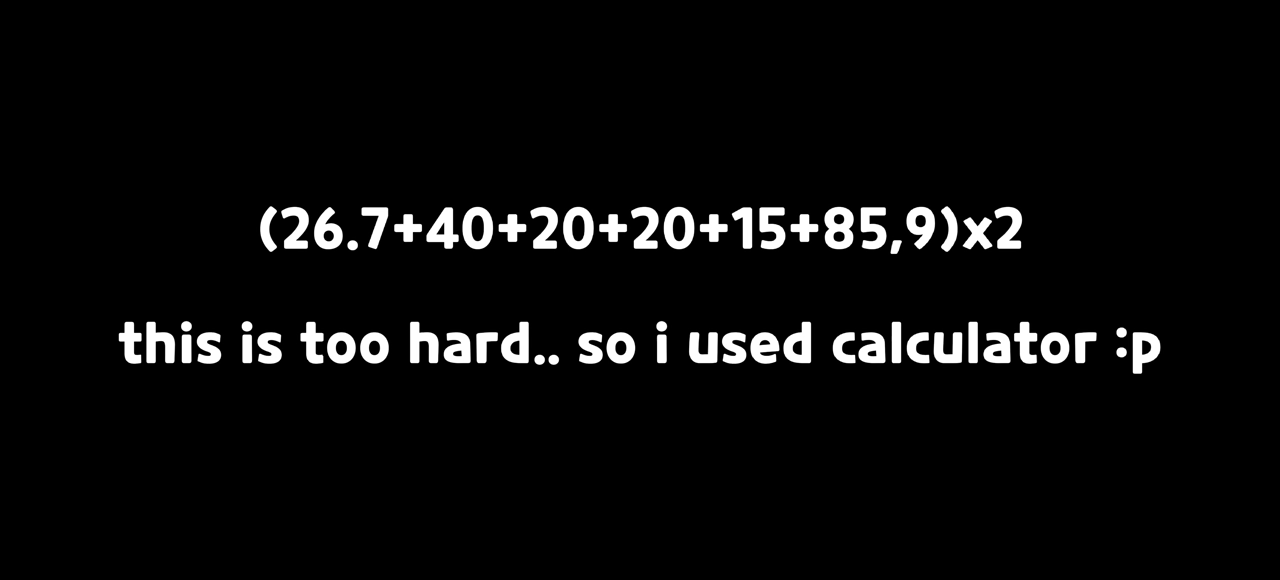 (26.7+40+20+20+15+85,9)x2
this is too hard.. so i used calculator :p